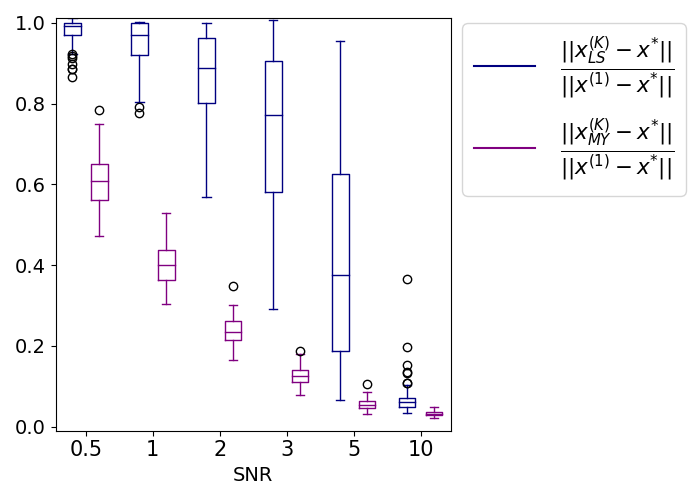 1.0
0.8
0.6
0.4
0.2
0.0
0.5 1 2 3 5 10
SNR
||x_{LS}^{(K)} − x^*||
||x^{(1)} − x^*||
||x_{MY}^{(K)} − x^*||
||x^{(1)} − x^*||